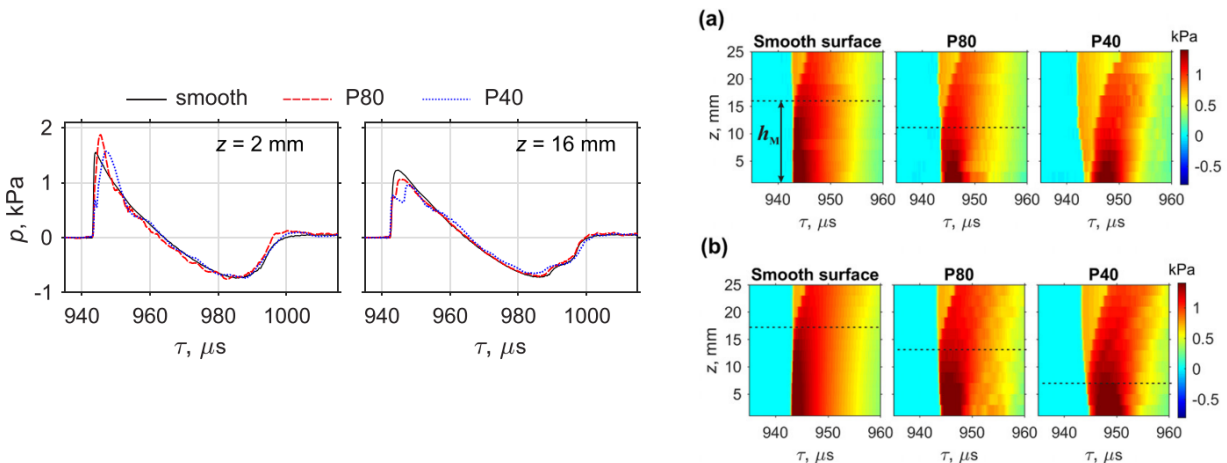 smooth P80 P40
z = 2 mm
z = 16 mm
p, kPa
2
1
0
-1
940 960 980 1000
940 960 980 1000
τ, μs
τ, μs
(a)
kPa
Smooth surface P80 P40
z, mm
25
20
15
10
5
h_M
1
0.5
0
-0.5
940 950 960
940 950 960
940 950 960
τ, μs
τ, μs
τ, μs
(b)
kPa
Smooth surface P80 P40
z, mm
25
20
15
10
5
1
0.5
0
-0.5
940 950 960
940 950 960
940 950 960
τ, μs
τ, μs
τ, μs